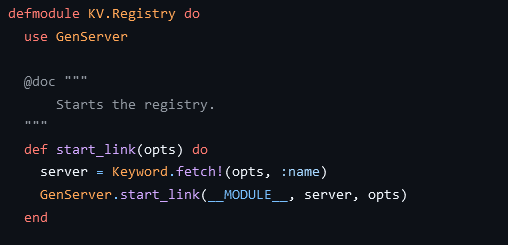 defmodule KV.Registry do
  use GenServer

  @doc """
      Starts the registry.
  """
  def start_link(opts) do
    server = Keyword.fetch!(opts, :name)
    GenServer.start_link(__MODULE__, server, opts)
  end